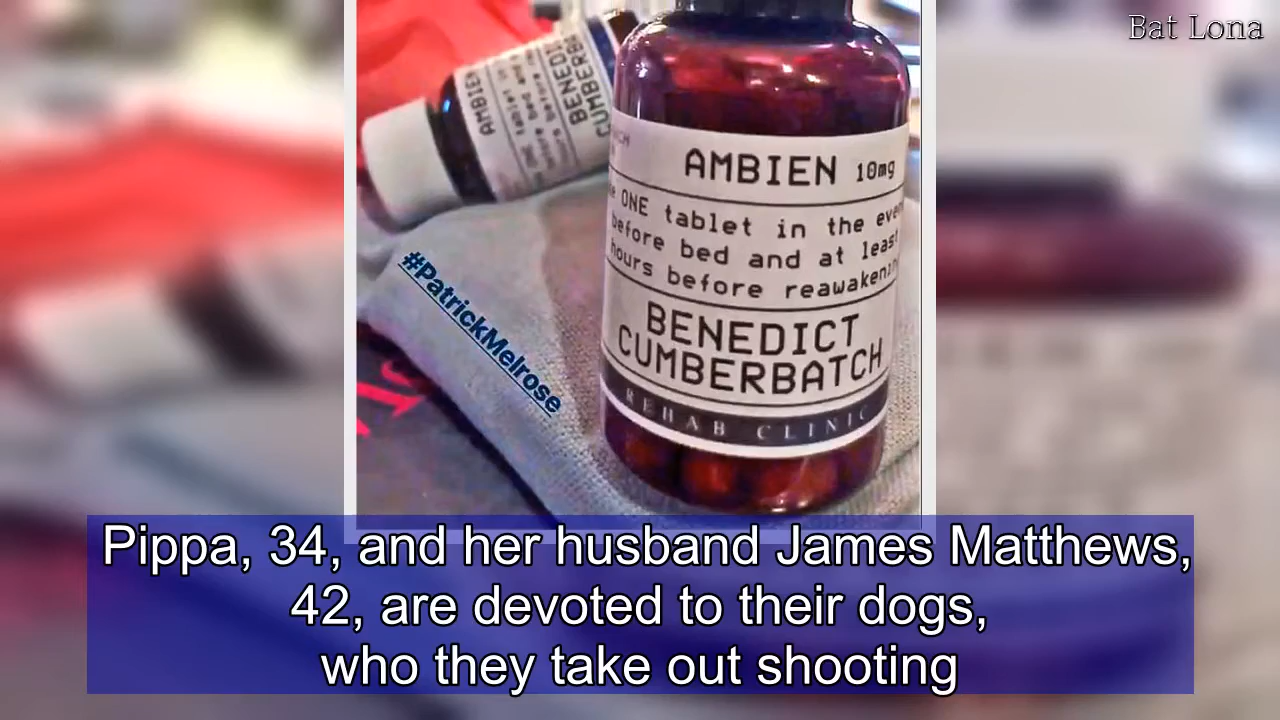 Bat Lona
AMBIEN
BENEDI
AMBIEN 10mg
ONE tablet in the
before bed and at least
hours before
BENEDICT
CUMBERBATCH
REHAB CLINIC
#PatrickMelrose
Pippa, 34, and her husband James Matthews,
42, are devoted to their dogs,
who they take out shooting